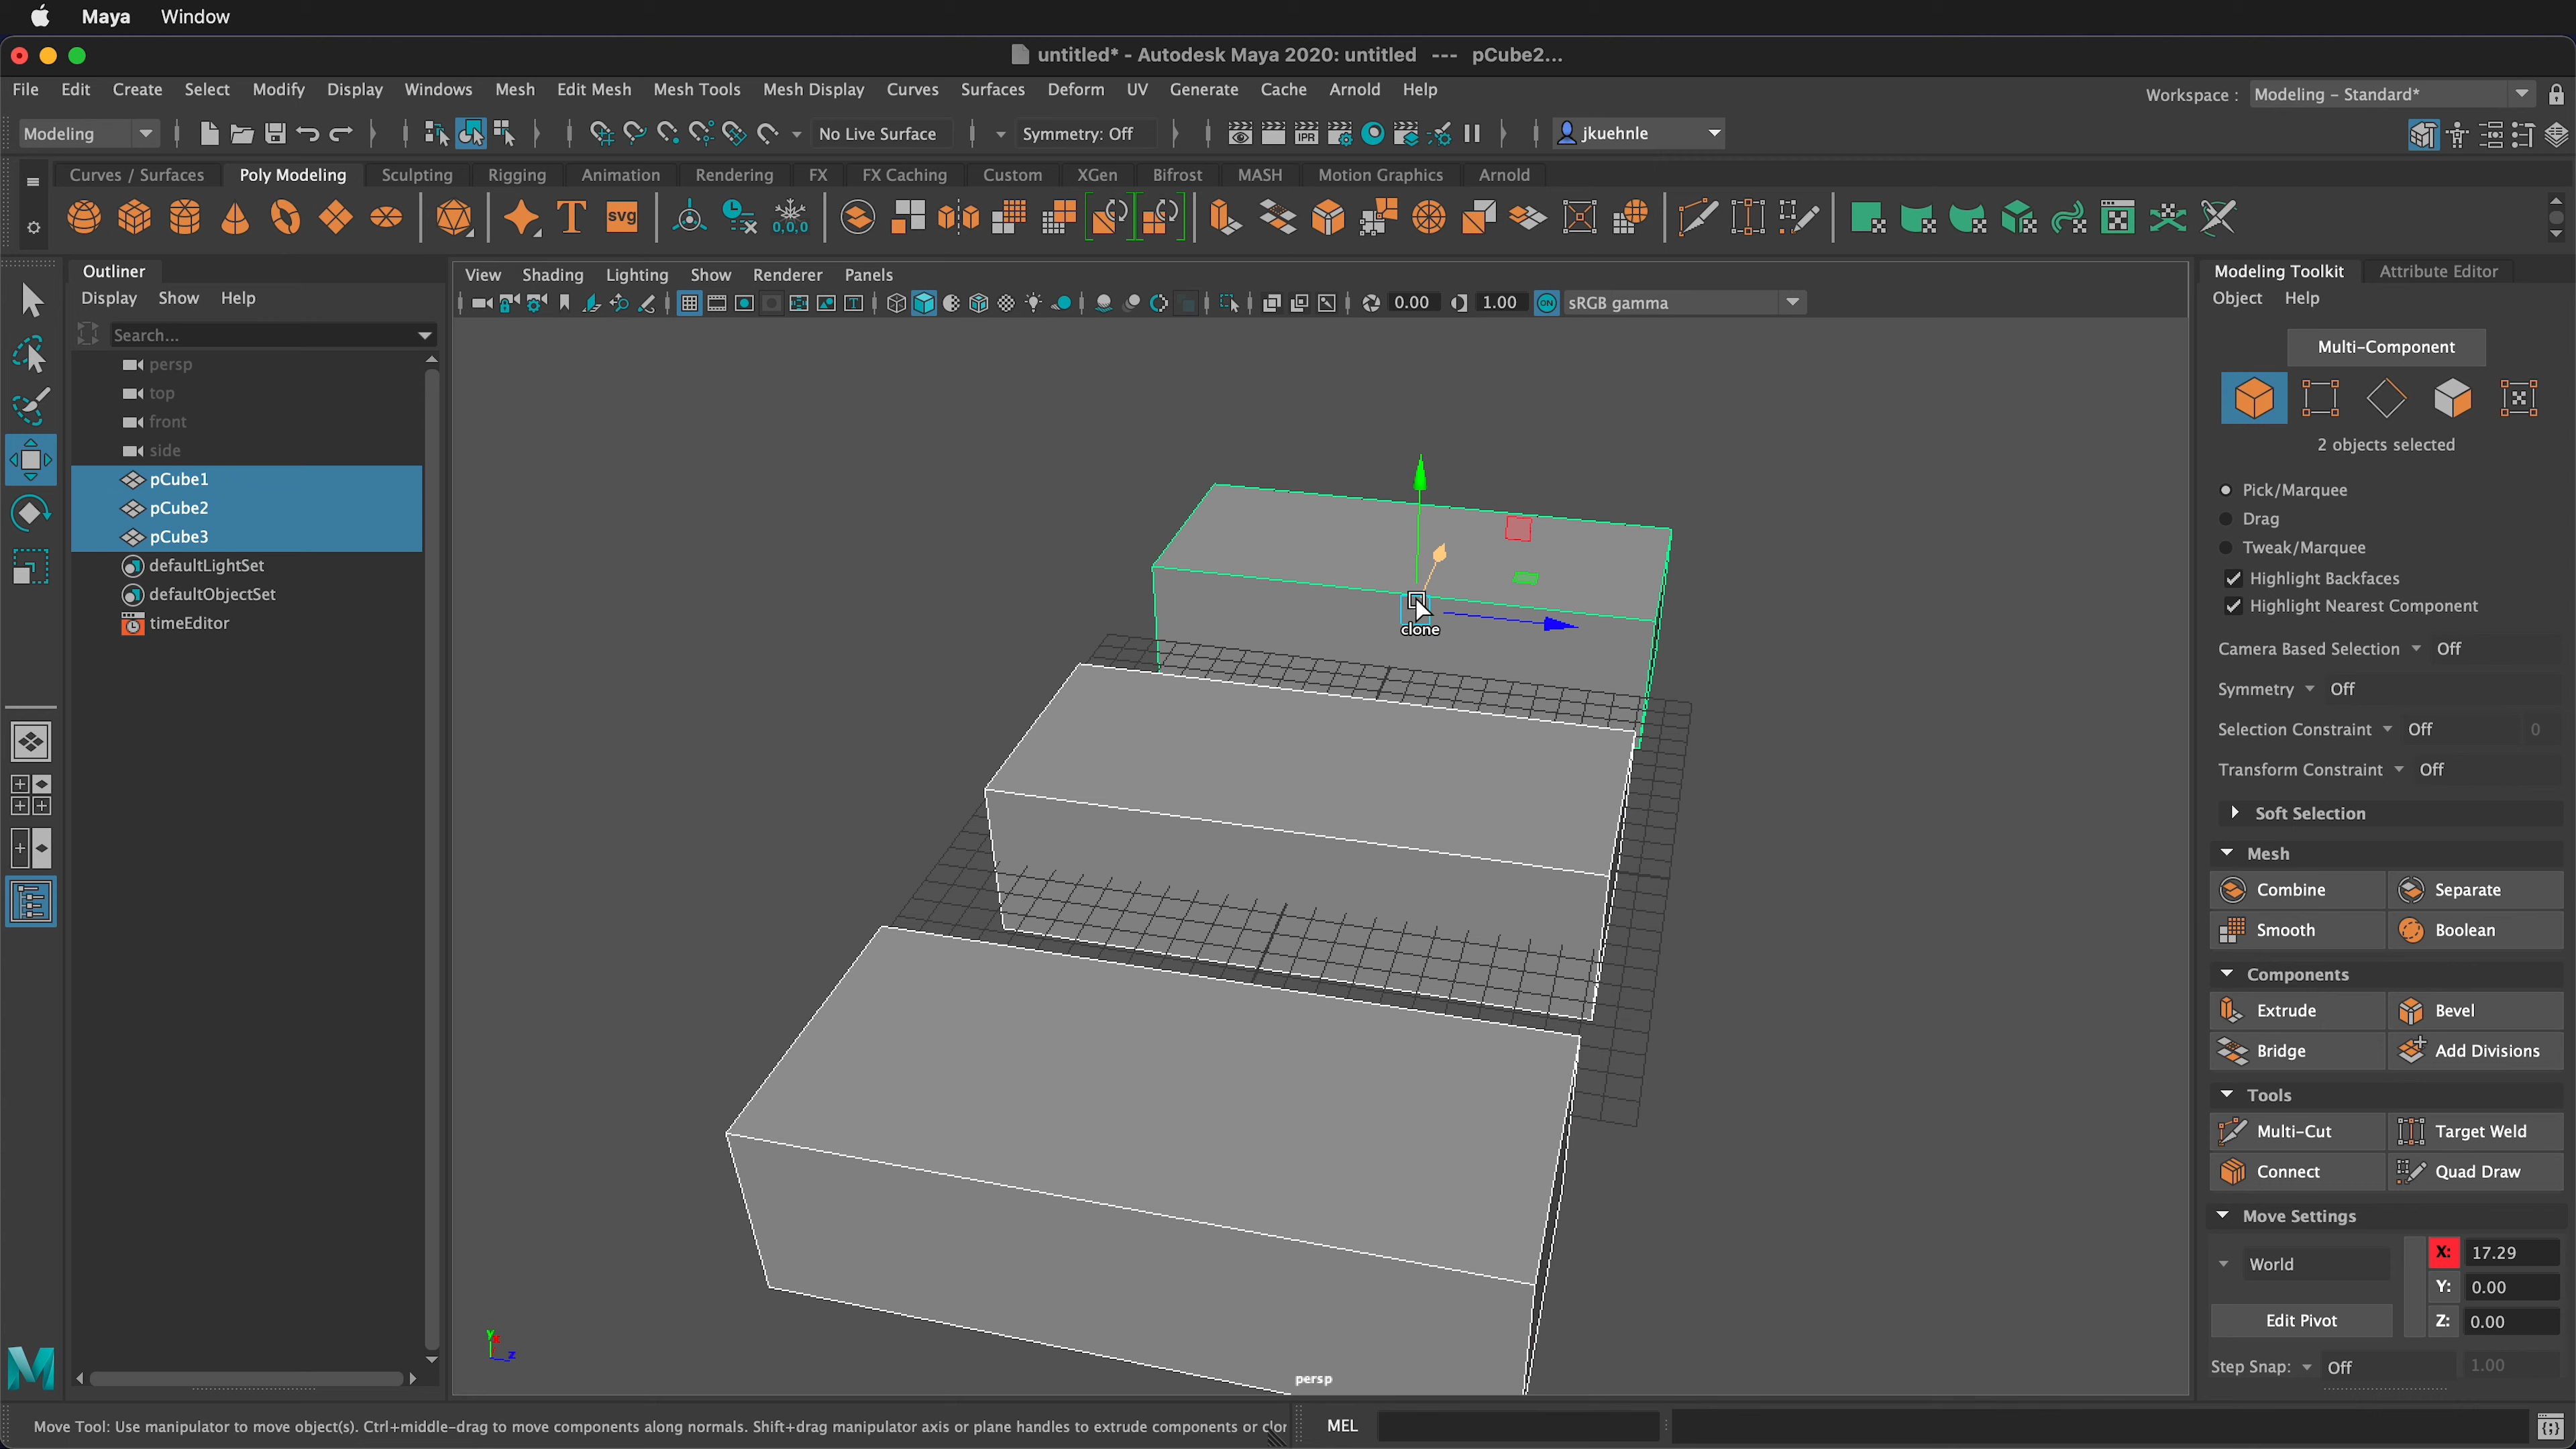 Maya Window
untitled* - Autodesk Maya 2020: untitled --- pCube2...
File Edit Create Select Modify Display Windows Mesh Edit Mesh Mesh Tools Mesh Display Curves Surfaces Deform UV Generate Cache Arnold Help
Workspace : Modeling - Standard*
Modeling No Live Surface Symmetry: Off IPR jkuehnle
Curves / Surfaces Poly Modeling Sculpting Rigging Animation Rendering FX FX Caching Custom XGen Bifrost MASH Motion Graphics Arnold
T svg 0,0,0
Outliner
Display Show Help
Search...
persp
top
front
side
pCube1
pCube2
pCube3
defaultLightSet
defaultObjectSet
timeEditor
View Shading Lighting Show Renderer Panels
T 0.00 1.00 ON sRGB gamma
clone
y x z
persp
Modeling Toolkit Attribute Editor
Object Help
Multi-Component
2 objects selected
Pick/Marquee
Drag
Tweak/Marquee
Highlight Backfaces
Highlight Nearest Component
Camera Based Selection Off
Symmetry Off
Selection Constraint Off 0
Transform Constraint Off
Soft Selection
Mesh
Combine Separate
Smooth Boolean
Components
Extrude Bevel
Bridge Add Divisions
Tools
Multi-Cut Target Weld
Connect Quad Draw
Move Settings
World X: 17.29
Y: 0.00
Edit Pivot Z: 0.00
Step Snap: Off 1.00
M
Move Tool: Use manipulator to move object(s). Ctrl+middle-drag to move components along normals. Shift+drag manipulator axis or plane handles to extrude components or clor
MEL